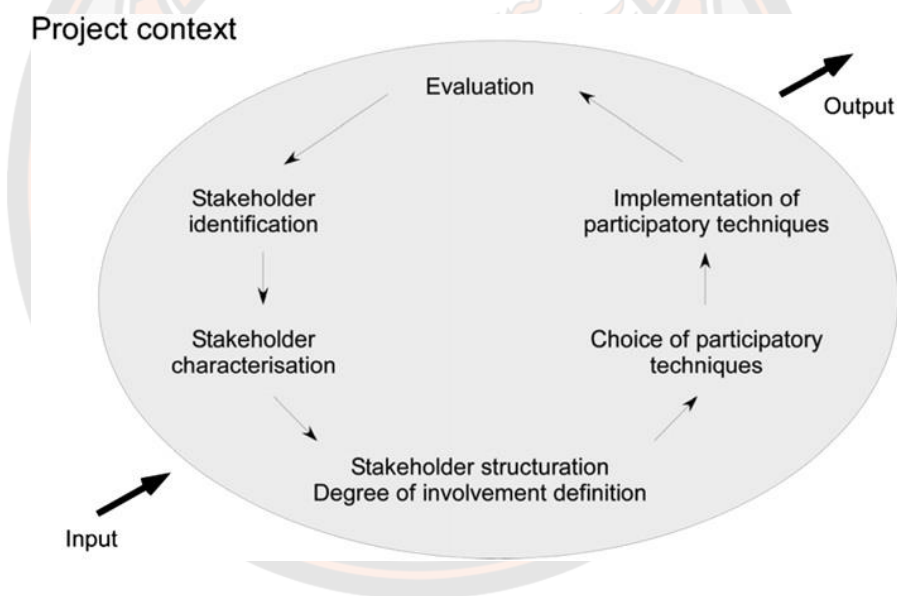 Project context
Evaluation
Output
Stakeholder
identification
Implementation of
participatory techniques
Stakeholder
characterisation
Choice of participatory
techniques
Stakeholder structuration
Degree of involvement definition
Input